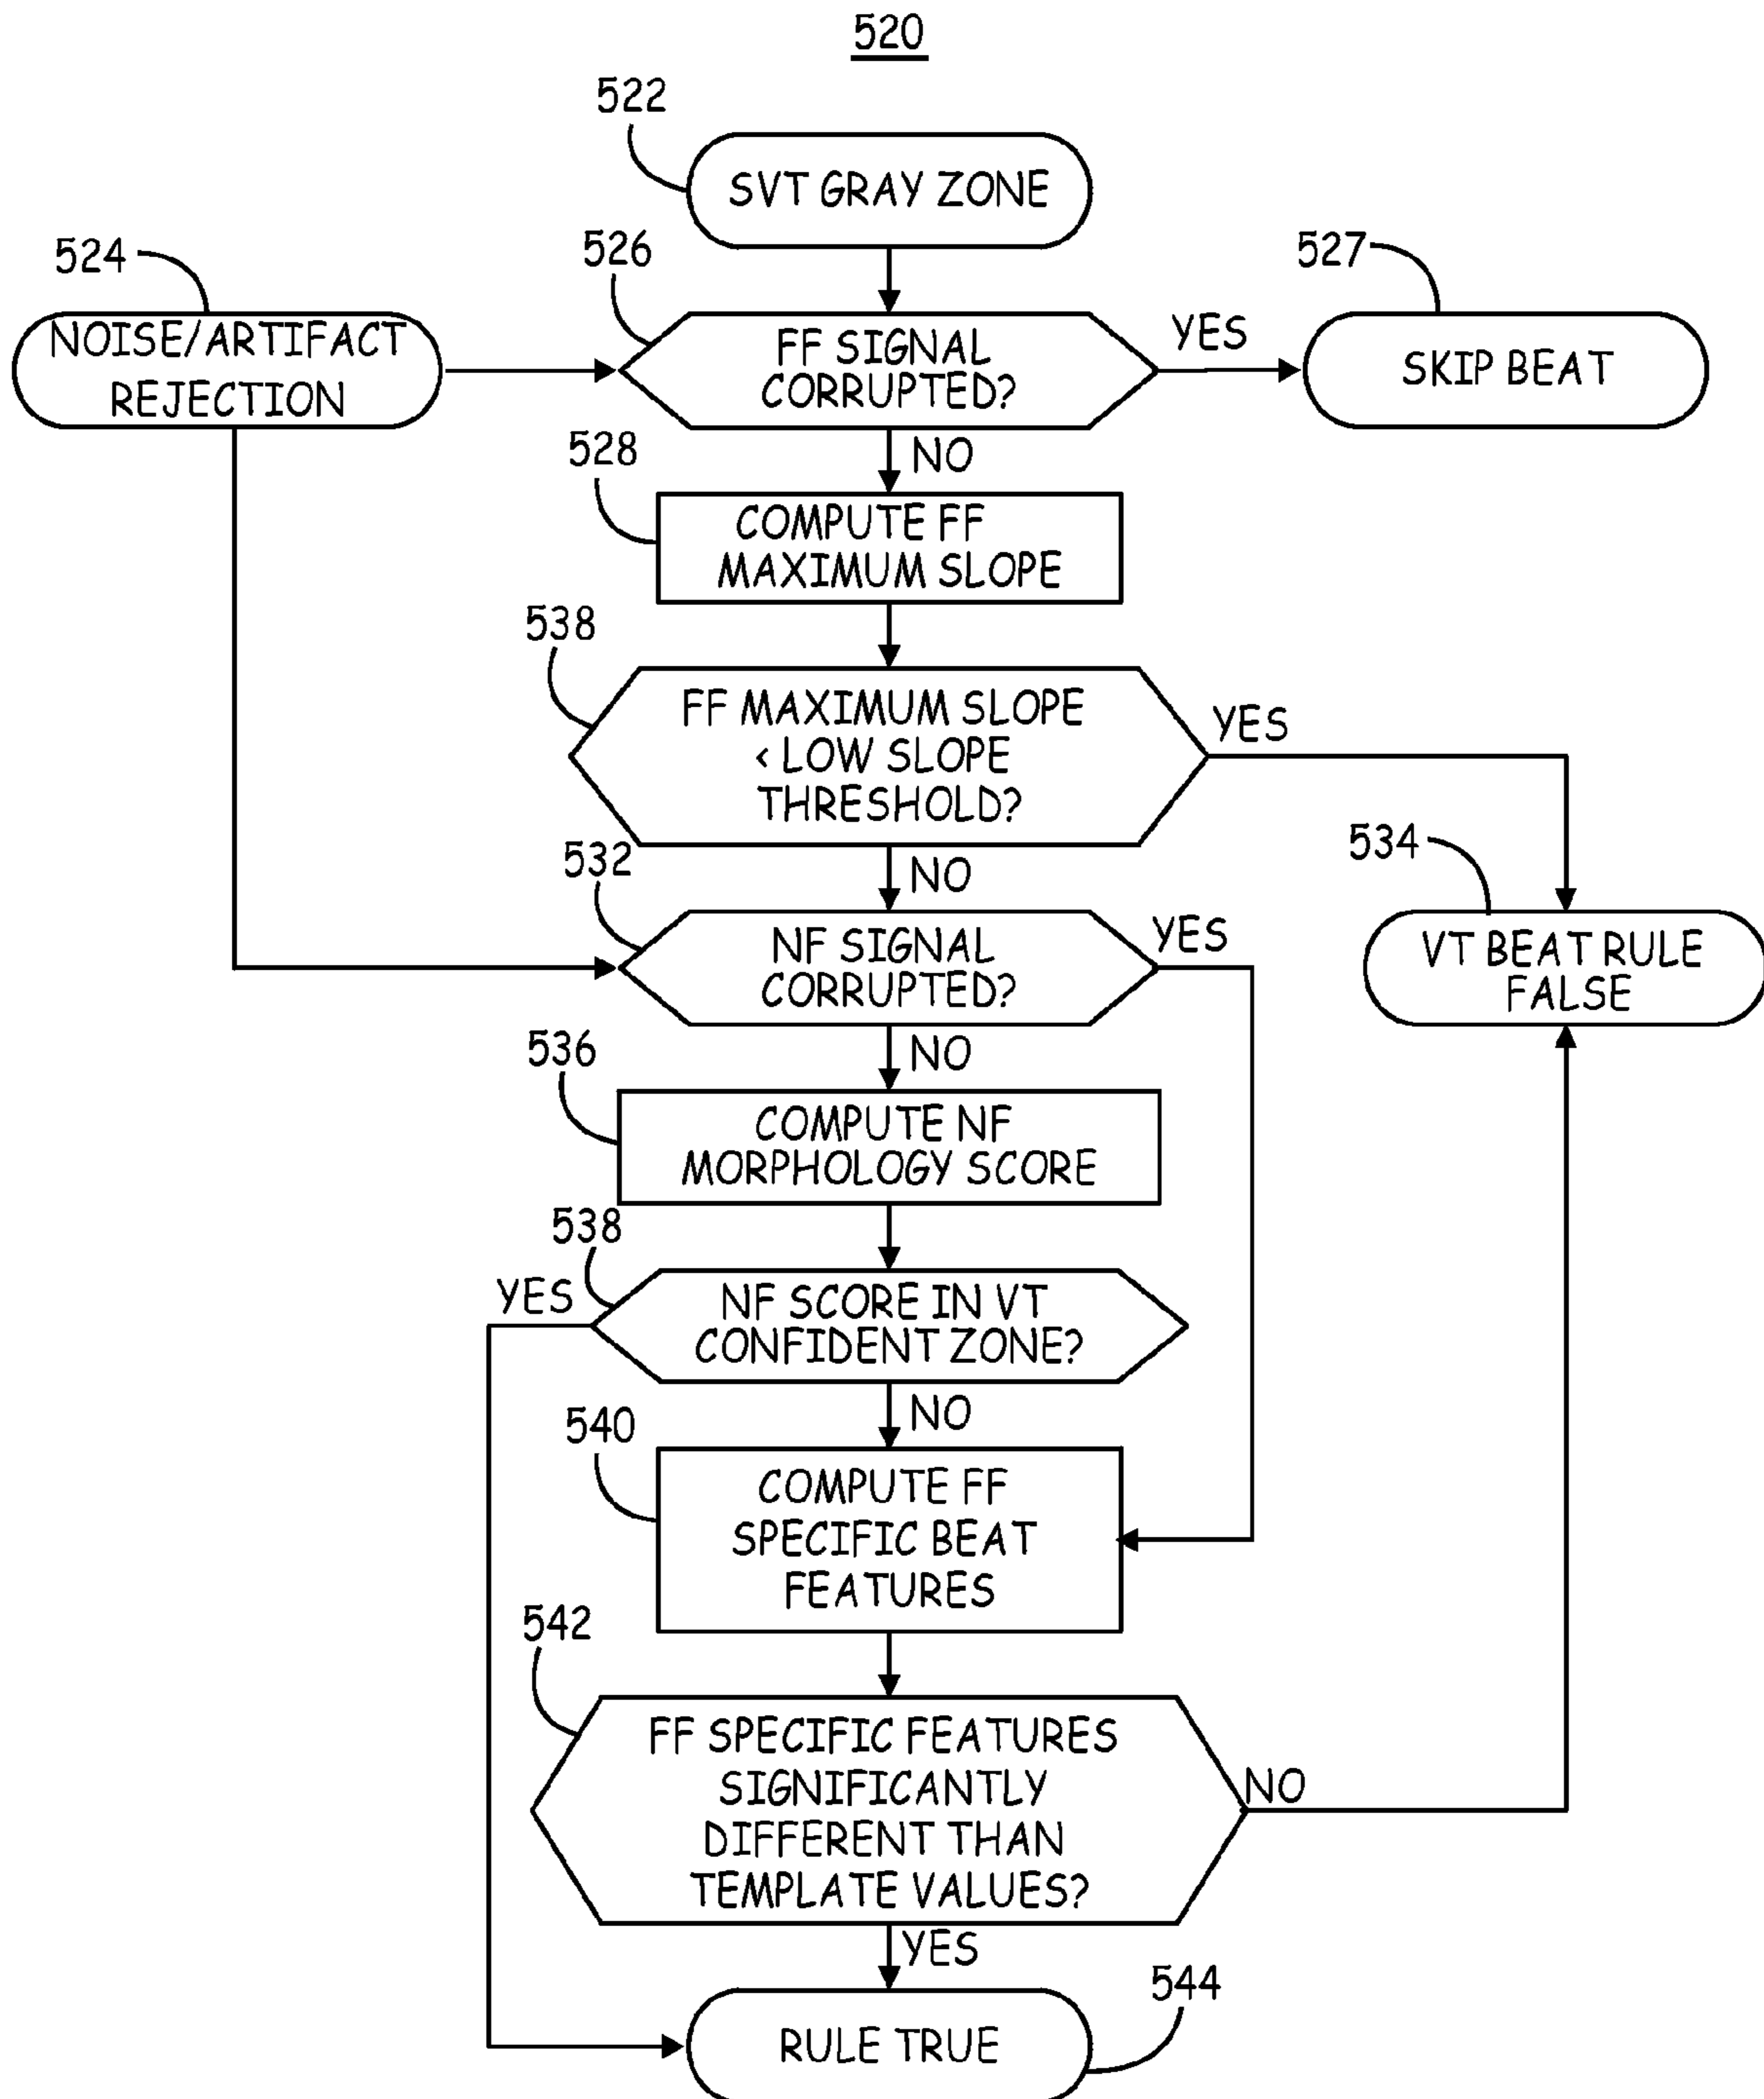 520
522
SVT GRAY ZONE
524
NOISE/ARTIFACT
REJECTION
526
FF SIGNAL
CORRUPTED?
YES
527
SKIP BEAT
NO
528
COMPUTE FF
MAXIMUM SLOPE
538
FF MAXIMUM SLOPE
< LOW SLOPE
THRESHOLD?
YES
NO
534
VT BEAT RULE
FALSE
532
NF SIGNAL
CORRUPTED?
YES
NO
536
COMPUTE NF
MORPHOLOGY SCORE
538
YES
NF SCORE IN VT
CONFIDENT ZONE?
NO
540
COMPUTE FF
SPECIFIC BEAT
FEATURES
542
FF SPECIFIC FEATURES
SIGNIFICANTLY
DIFFERENT THAN
TEMPLATE VALUES?
NO
YES
544
RULE TRUE